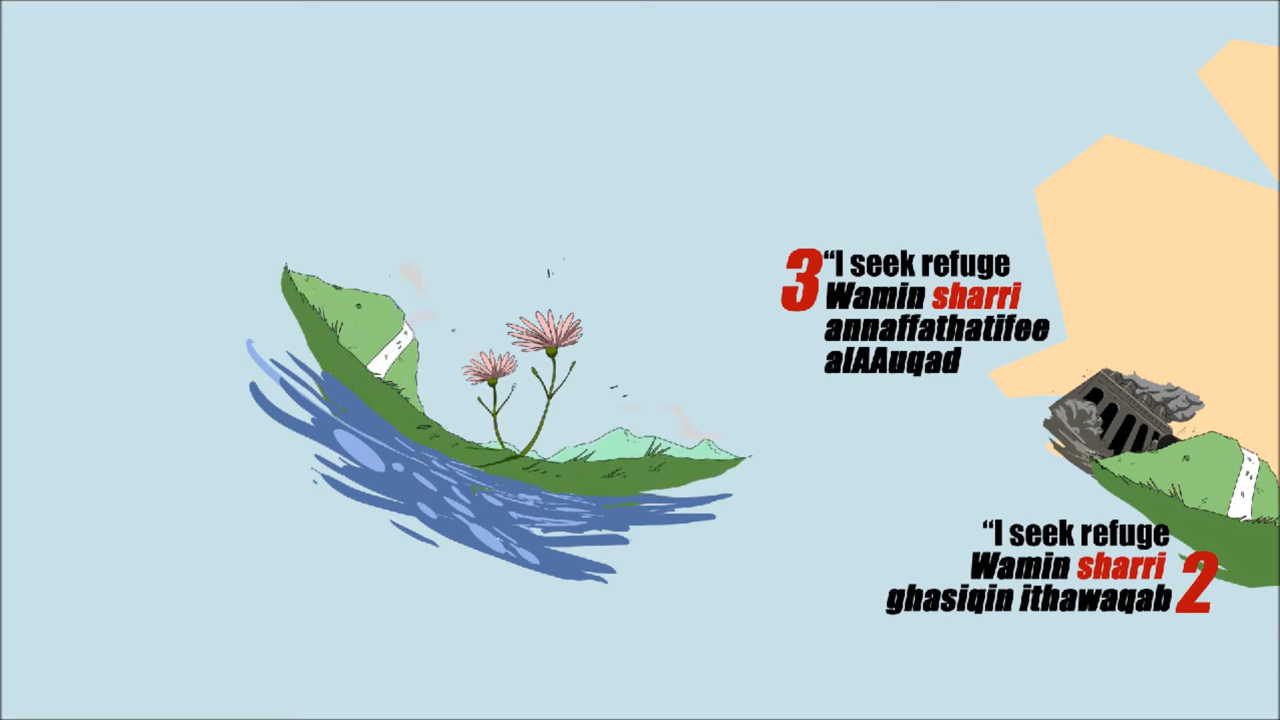 3 “I seek refuge
Wamin sharri
annaffathatifee
alAAuqad
“I seek refuge
Wamin sharri
ghasiqin ithawaqab 2